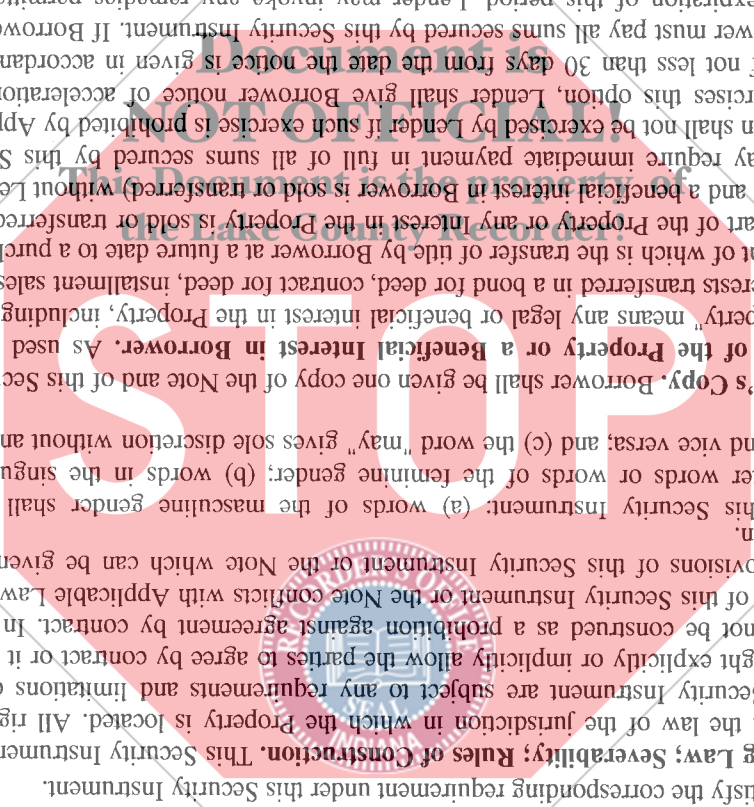 isfy the corresponding requirement under this Security Instrument.
g Law; Severability; Rules of Construction. This Security Instrumen
the law of the jurisdiction in which the Property is located. All rig
Security Instrument are subject to any requirements and limitations o
ght explicitly or implicitly allow the parties to agree by contract or it
not be construed as a prohibition against agreement by contract. In
of this Security Instrument or the Note conflicts with Applicable Law
ovisions of this Security Instrument or the Note which can be given
n.
his Security Instrument: (a) words of the masculine gender shall
er words or words of the feminine gender; (b) words in the singu
nd vice versa; and (c) the word "may" gives sole discretion without an
's Copy. Borrower shall be given one copy of the Note and of this Sec
of the Property or a Beneficial Interest in Borrower. As used
perty" means any legal or beneficial interest in the Property, including
erests transferred in a bond for deed, contract for deed, installment sales
t of which is the transfer of title by Borrower at a future date to a purch
art of the Property or any Interest in the Property is sold or transferred
and a beneficial interest in Borrower is sold or transferred) without Le
ay require immediate payment in full of all sums secured by this S
n shall not be exercised by Lender if such exercise is prohibited by App
rcises this option, Lender shall give Borrower notice of acceleration
not less than 30 days from the date the notice is given in accordan
wer must pay all sums secured by this Security Instrument. If Borrow
expiration of this period, Lender may invoke any remedies permitte
Document is
NOT OFFICIAL!
This Document is the property of
the Lake County Recorder!
STOP
RECORDER'S OFFICE
SEAL
INDIANA